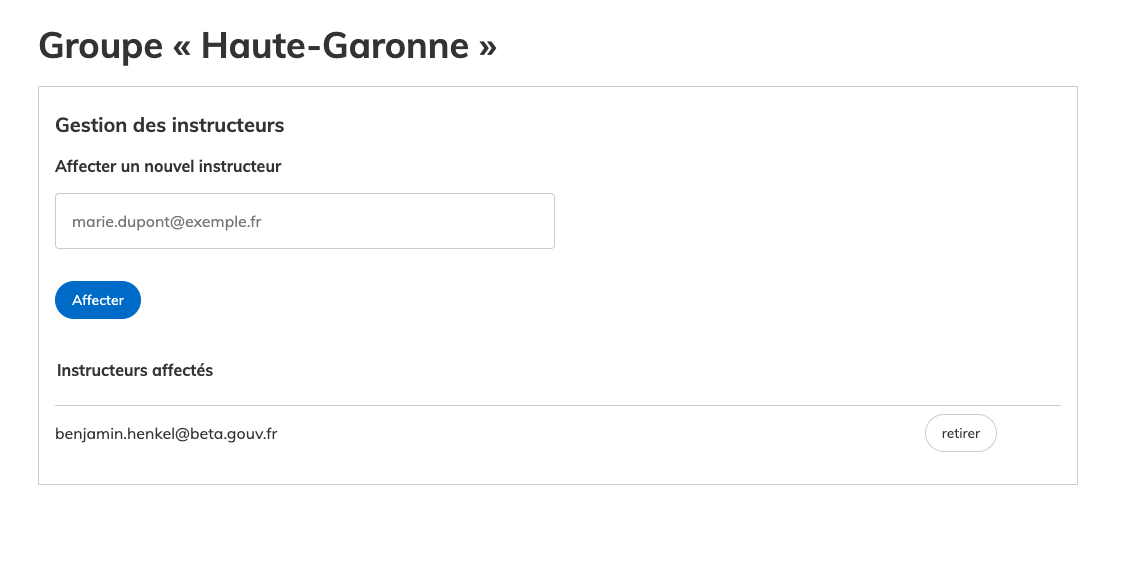 Groupe « Haute-Garonne »
Gestion des instructeurs
Affecter un nouvel instructeur
marie.dupont@exemple.fr
Affecter
Instructeurs affectés
benjamin.henkel@beta.gouv.fr retirer